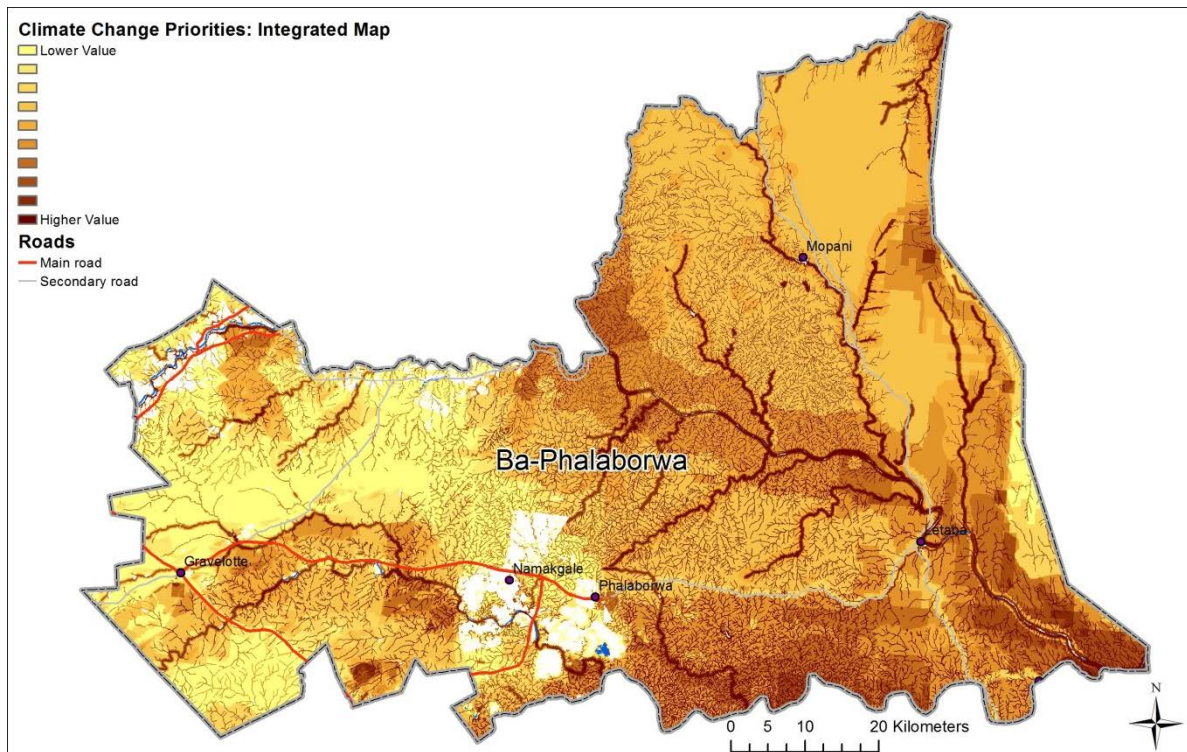 Climate Change Priorities: Integrated Map
Lower Value
Higher Value
Roads
Main road
Secondary road
Mopani
Ba-Phalaborwa
Letaba
Gravelotte
Namakgale
Phalaborwa
0 5 10 20 Kilometers
N